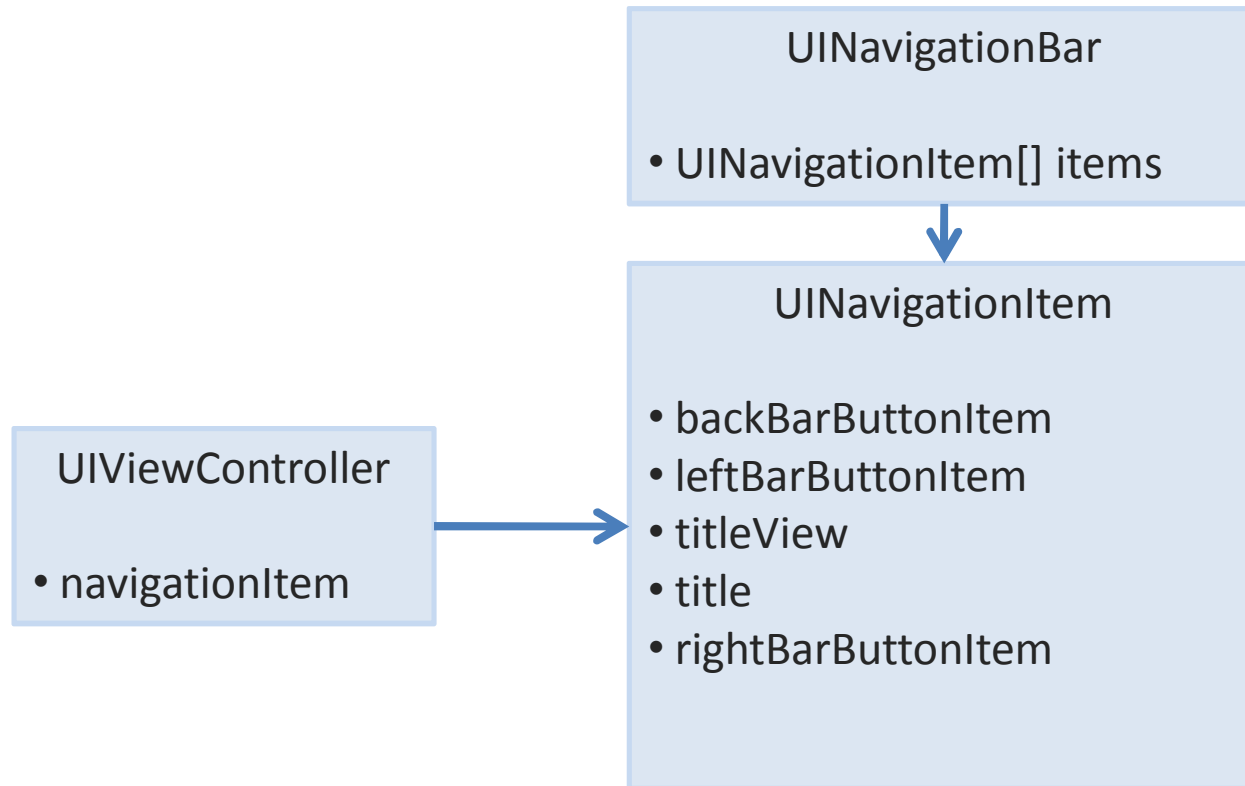 UINavigationBar
• UINavigationItem[] items
UINavigationItem
• backBarButtonItem
• leftBarButtonItem
• titleView
• title
• rightBarButtonItem
UIViewController
• navigationItem